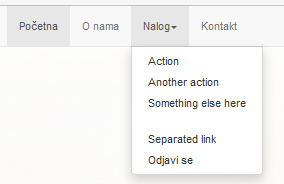 Početna O nama Nalog Kontakt
Action
Another action
Something else here
Separated link
Odjavi se